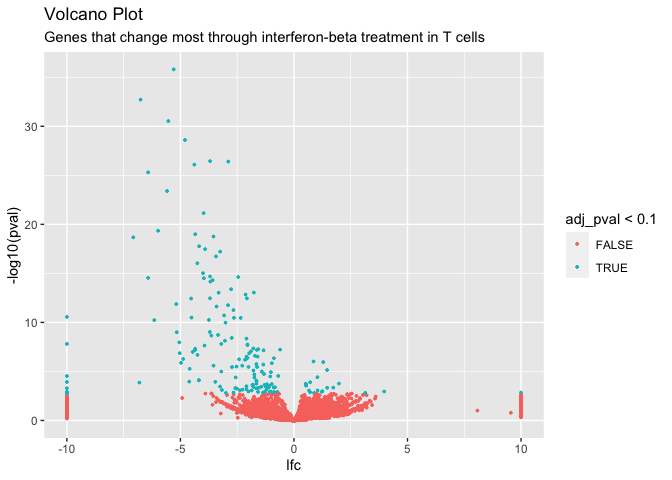 Volcano Plot
Genes that change most through interferon-beta treatment in T cells
30
20
10
0
-log10(pval)
-10
-5
0
5
10
lfc
adj_pval < 0.1
FALSE
TRUE